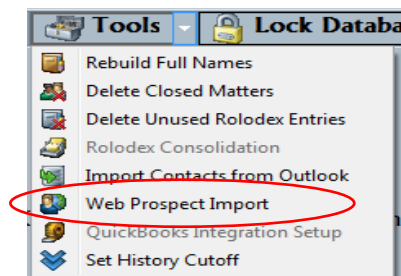 Tools Lock Databa
Rebuild Full Names
Delete Closed Matters
Delete Unused Rolodex Entries
Rolodex Consolidation
Import Contacts from Outlook
Web Prospect Import
QuickBooks Integration Setup
Set History Cutoff